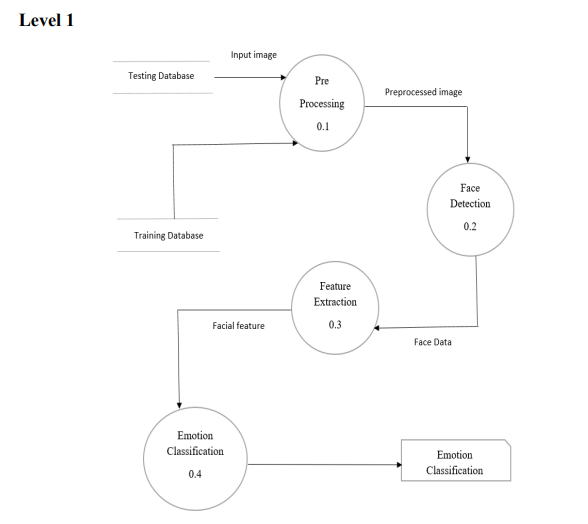 Level 1
Input image
Testing Database
Pre
Processing
0.1
Preprocessed image
Face
Detection
0.2
Training Database
Feature
Extraction
0.3
Facial feature
Face Data
Emotion
Classification
0.4
Emotion
Classification